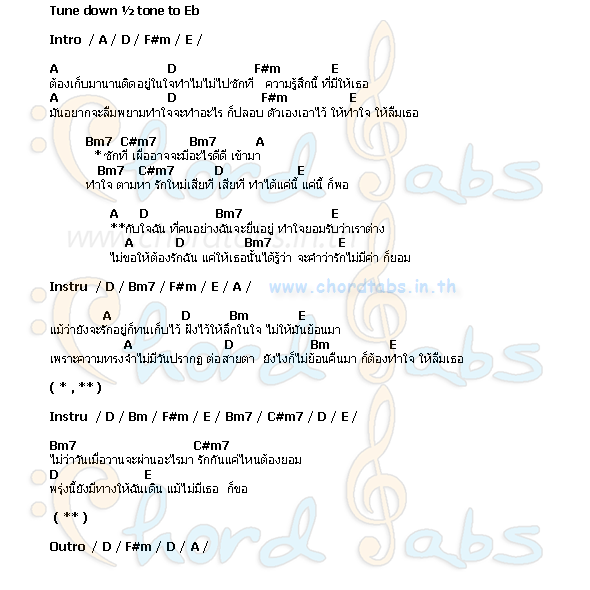 Tune down ½ tone to Eb
Intro / A / D / F#m / E /
A D F#m E
ต้องเก็บมานานติดอยู่ในใจทำไมไม่ไปซักที ความรู้สึกนี้ ที่มีให้เธอ
A D F#m E
มันอยากจะลืมพยามทำใจจะทำอะไร ก็ปลอบ ตัวเองเอาไว้ ให้ทำใจ ให้ลืมเธอ
Bm7 C#m7 Bm7 A
* ซักที เผื่ออาจจะมีอะไรดีดี เข้ามา
Bm7 C#m7 D E
ทำใจ ตามหา รักใหม่เสียที เสียที ทำได้แค่นี้ แค่นี้ ก็พอ
A D Bm7 E
**กับใจฉัน ที่คนอย่างฉันจะยืนอยู่ ทำใจยอมรับว่าเราต่าง
A D Bm7 E
ไม่ขอให้ต้องรักฉัน แค่ให้เธอนั้นได้รู้ว่า จะคำว่ารักไม่มีค่า ก็ยอม
Instru / D / Bm7 / F#m / E / A /
www.chordtabs.in.th
A D Bm E
แม้ว่ายังจะรักอยู่ก็ทนเก็บไว้ ฝังไว้ให้ลึกในใจ ไม่ให้มันย้อนมา
A D Bm E
เพราะความทรงจำไม่มีวันปรากฏ ต่อสายตา ยังไงก็ไม่ย้อนคืนมา ก็ต้องทำใจ ให้ลืมเธอ
( * , ** )
Instru / D / Bm / F#m / E / Bm7 / C#m7 / D / E /
Bm7 C#m7
ไม่ว่าวันเมื่อวานจะผ่านอะไรมา รักกันแค่ไหนต้องยอม
D E
พรุ่งนี้ยังมีทางให้ฉันเดิน แม้ไม่มีเธอ ก็ขอ
( ** )
Outro / D / F#m / D / A /